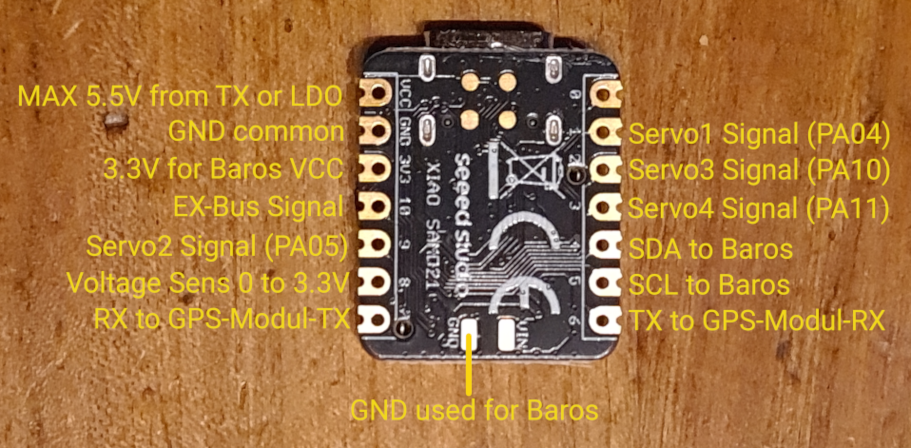 MAX 5.5V from TX or LDO
GND common
3.3V for Baros VCC
EX-Bus Signal
Servo2 Signal (PA05)
Voltage Sens 0 to 3.3V
RX to GPS-Modul-TX
VCC
GND
3V3
10
9
8
seeed studio
XIAO SAMD21
GND
VIN
0
1
2
3
4
5
6
Servo1 Signal (PA04)
Servo3 Signal (PA10)
Servo4 Signal (PA11)
SDA to Baros
SCL to Baros
TX to GPS-Modul-RX
GND used for Baros